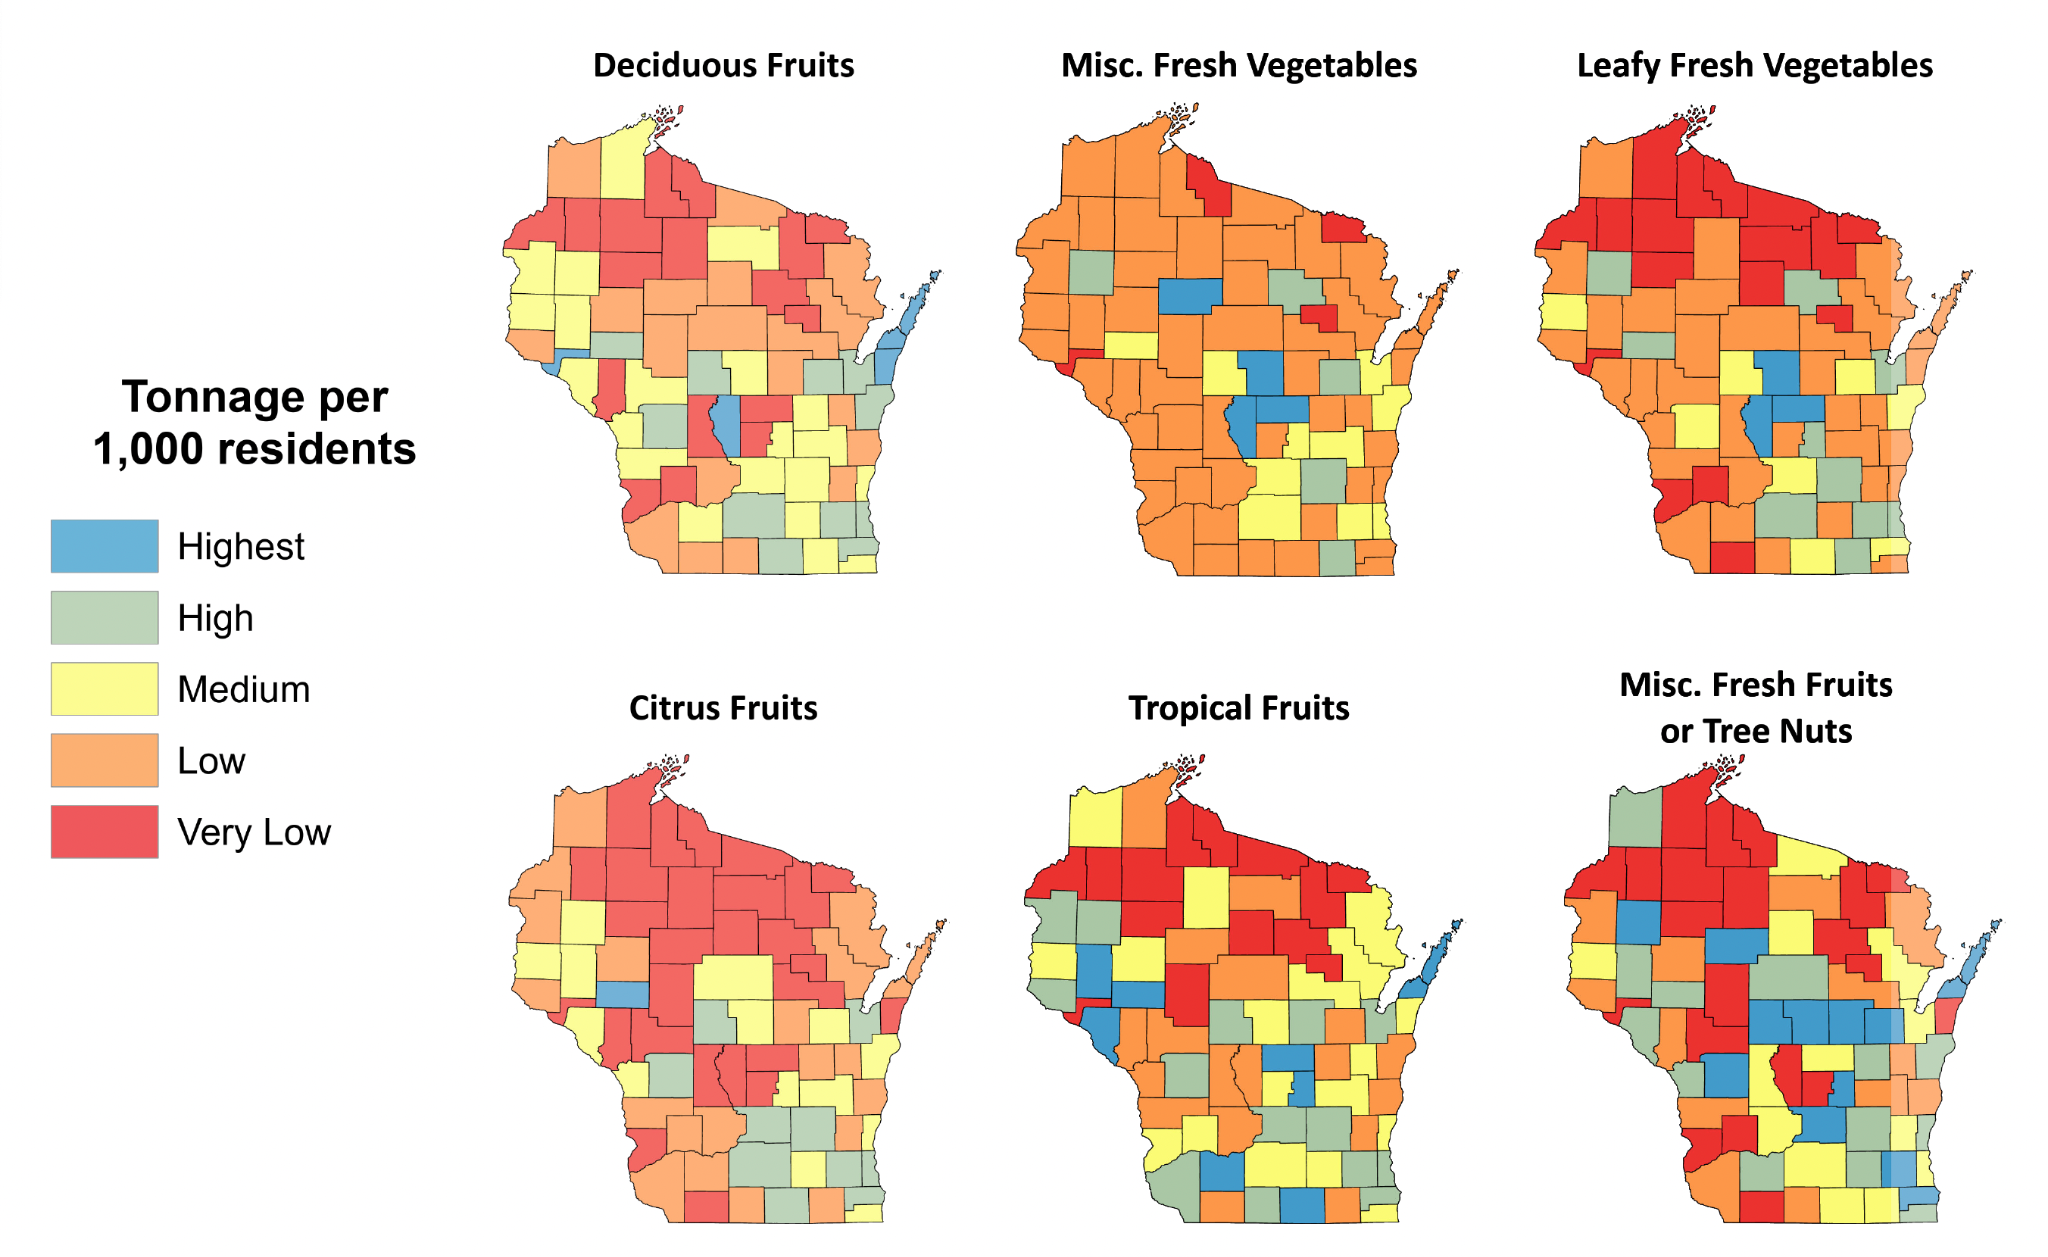 Deciduous Fruits
Misc. Fresh Vegetables
Leafy Fresh Vegetables
Tonnage per
1,000 residents
Highest
High
Medium
Low
Very Low
Citrus Fruits
Tropical Fruits
Misc. Fresh Fruits
or Tree Nuts